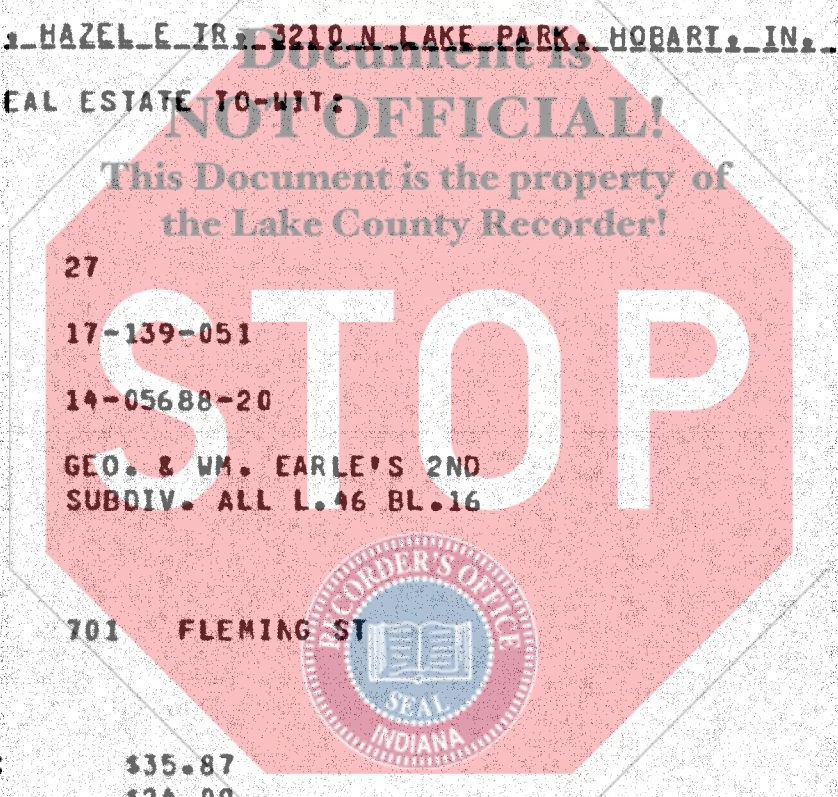 , HAZEL E TR, 3210 N LAKE PARK, HOBART, IN.
Document is
EAL ESTATE TO-WIT:
NOT OFFICIAL!
This Document is the property of
the Lake County Recorder!
27
STOP
17-139-051
14-05688-20
GEO. & WM. EARLE'S 2ND
SUBDIV. ALL L.46 BL.16
RECORDER'S OFFICE
701 FLEMING ST
SEAL
INDIANA
$35.87